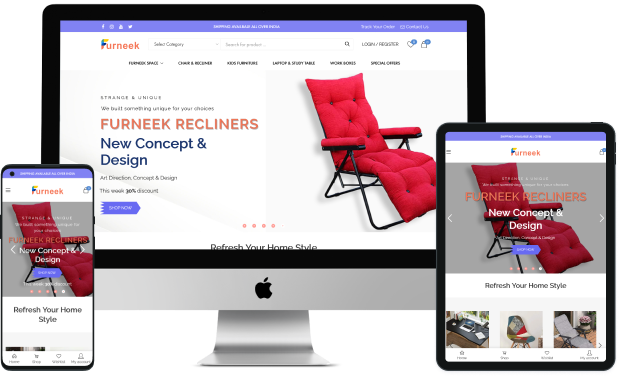 SHIPPING AVAILABLE ALL OVER INDIA
Track Your Order
Contact Us
Furneek
Select Category
Search for product ...
LOGIN / REGISTER
FURNEEK SPACE
CHAIR & RECLINER
KIDS FURNITURE
LAPTOP & STUDY TABLE
WORK BOXES
SPECIAL OFFERS
STRANGE & UNIQUE
We built something unique for your choices
FURNEEK RECLINERS
New Concept &
Design
Art Direction, Concept & Design
This week 30% discount
SHOP NOW
Refresh Your Home Style
SHIPPING AVAILABLE ALL OVER INDIA
Furneek
STRANGE & UNIQUE
We built something unique for
your choices
FURNEEK RECLINERS
New Concept &
Design
SHOP NOW
This week 30% discount
Refresh Your Home
Style
Home
Shop
Wishlist
My account
SHIPPING AVAILABLE ALL OVER INDIA
Furneek
STRANGE & UNIQUE
We built something unique for your choices
FURNEEK RECLINERS
New Concept &
Design
Art Direction, Concept & Design
SHOP NOW
Refresh Your Home Style
Home
Shop
Wishlist
My Account